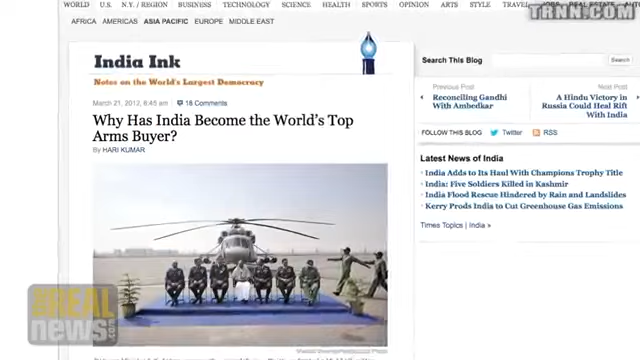 TRNN.COM
WORLD U.S. N.Y. / REGION BUSINESS TECHNOLOGY SCIENCE HEALTH SPORTS OPINION ARTS STYLE TRAVEL
AFRICA AMERICAS ASIA PACIFIC EUROPE MIDDLE EAST
India Ink
Notes on the World's Largest Democracy
March 21, 2012, 6:45 am 18 Comments
Why Has India Become the World's Top
Arms Buyer?
By HARI KUMAR
Search This Blog
Search
Previous Post
Reconciling Gandhi
With Ambedkar
Next Post
A Hindu Victory in
Russia Could Heal Rift
With India
FOLLOW THIS BLOG Twitter RSS
Latest News of India
India Adds to Its Haul With Champions Trophy Title
India: Five Soldiers Killed in Kashmir
India Flood Rescue Hindered by Rain and Landslides
Kerry Prods India to Cut Greenhouse Gas Emissions
Times Topics | India »
THE REAL
news.com